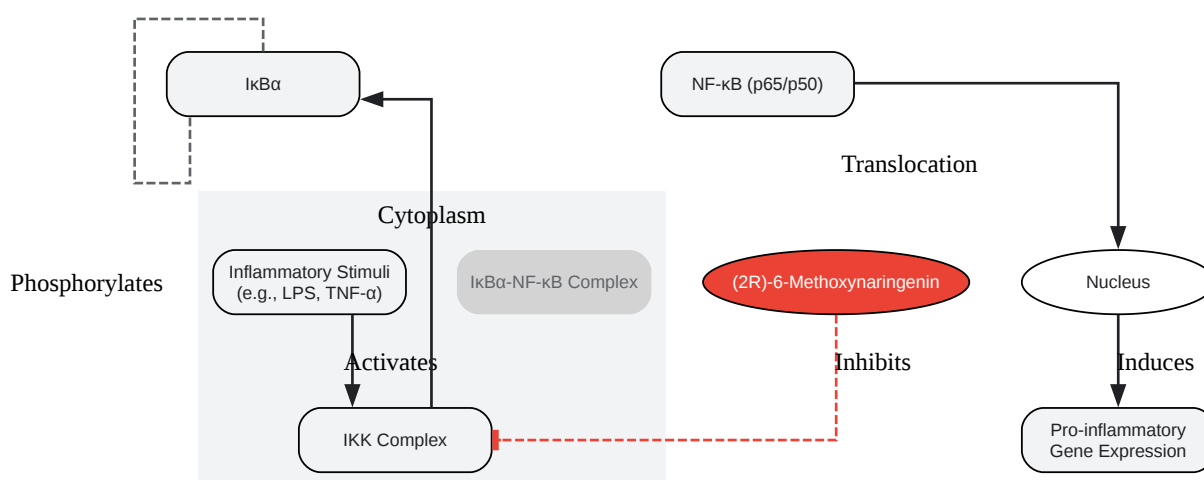 IκBα
NF-κB (p65/p50)
Translocation
Cytoplasm
Phosphorylates
Inflammatory Stimuli
(e.g., LPS, TNF-α)
IκBα-NF-κB Complex
(2R)-6-Methoxynaringenin
Nucleus
Activates
Inhibits
Induces
IKK Complex
Pro-inflammatory
Gene Expression